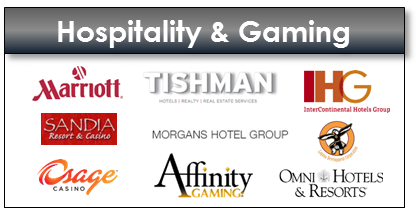 Hospitality & Gaming
Marriott
TISHMAN
HOTELS | REALTY | REAL ESTATE SERVICES
IHG
InterContinental Hotels Group
SANDIA
Resort & Casino
MORGANS HOTEL GROUP
Osage
CASINO
Affinity
GAMING
OMNI HOTELS
& RESORTS